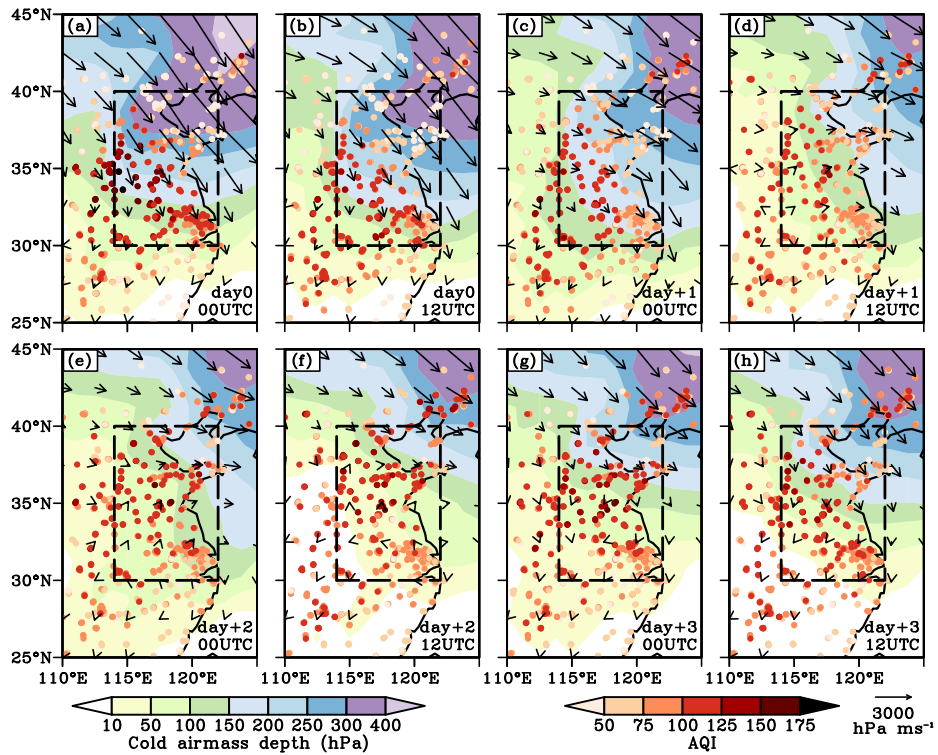 45°N
(a)
(b)
(c)
(d)
40°N
35°N
30°N
25°N
day0
00UTC
day0
12UTC
day+1
00UTC
day+1
12UTC
45°N
(e)
(f)
(g)
(h)
40°N
35°N
30°N
25°N
day+2
00UTC
day+2
12UTC
day+3
00UTC
day+3
12UTC
110°E 115°E 120°E
110°E 115°E 120°E
110°E 115°E 120°E
110°E 115°E 120°E
10 50 100 150 200 250 300 400
Cold airmass depth (hPa)
50 75 100 125 150 175
AQI
3000
hPa ms⁻¹